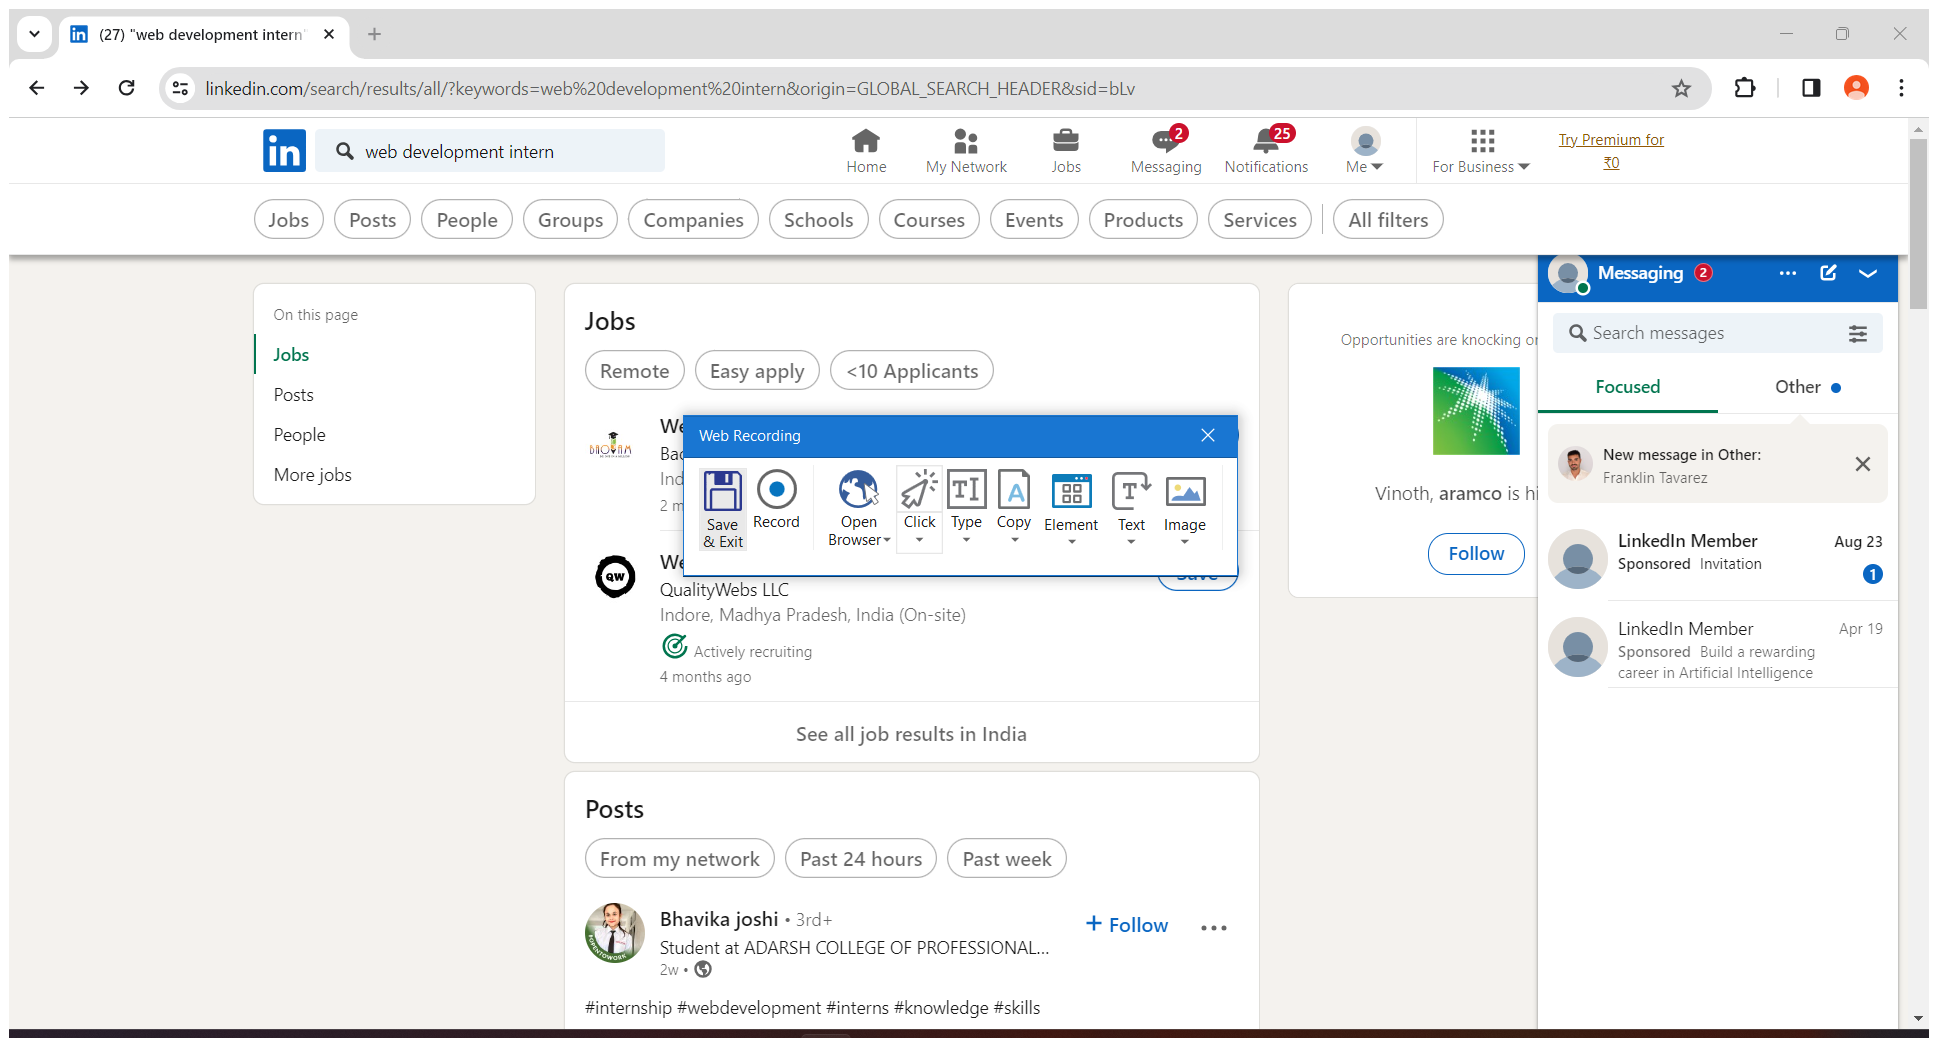 (27) "web development intern"
linkedin.com/search/results/all/?keywords=web%20development%20intern&origin=GLOBAL_SEARCH_HEADER&sid=bLv
in
web development intern
Home
My Network
Jobs
2
Messaging
25
Notifications
Me
For Business
Try Premium for
₹0
Jobs
Posts
People
Groups
Companies
Schools
Courses
Events
Products
Services
All filters
On this page
Jobs
Posts
People
More jobs
Jobs
Remote
Easy apply
<10 Applicants
BAOIAM
We
Bao
Ind
2 m
Web Recording
Save
& Exit
Record
Open
Browser
Click
Type
Copy
Element
Text
Image
QW
We
QualityWebs LLC
Save
Indore, Madhya Pradesh, India (On-site)
Actively recruiting
4 months ago
See all job results in India
Posts
From my network
Past 24 hours
Past week
#OPENTOWORK
Bhavika joshi • 3rd+
Student at ADARSH COLLEGE OF PROFESSIONAL...
2w •
+ Follow
#internship #webdevelopment #interns #knowledge #skills
Opportunities are knocking on
Vinoth, aramco is hi
Follow
Messaging 2
Search messages
Focused
Other
New message in Other:
Franklin Tavarez
LinkedIn Member
Aug 23
Sponsored Invitation
1
LinkedIn Member
Apr 19
Sponsored Build a rewarding
career in Artificial Intelligence